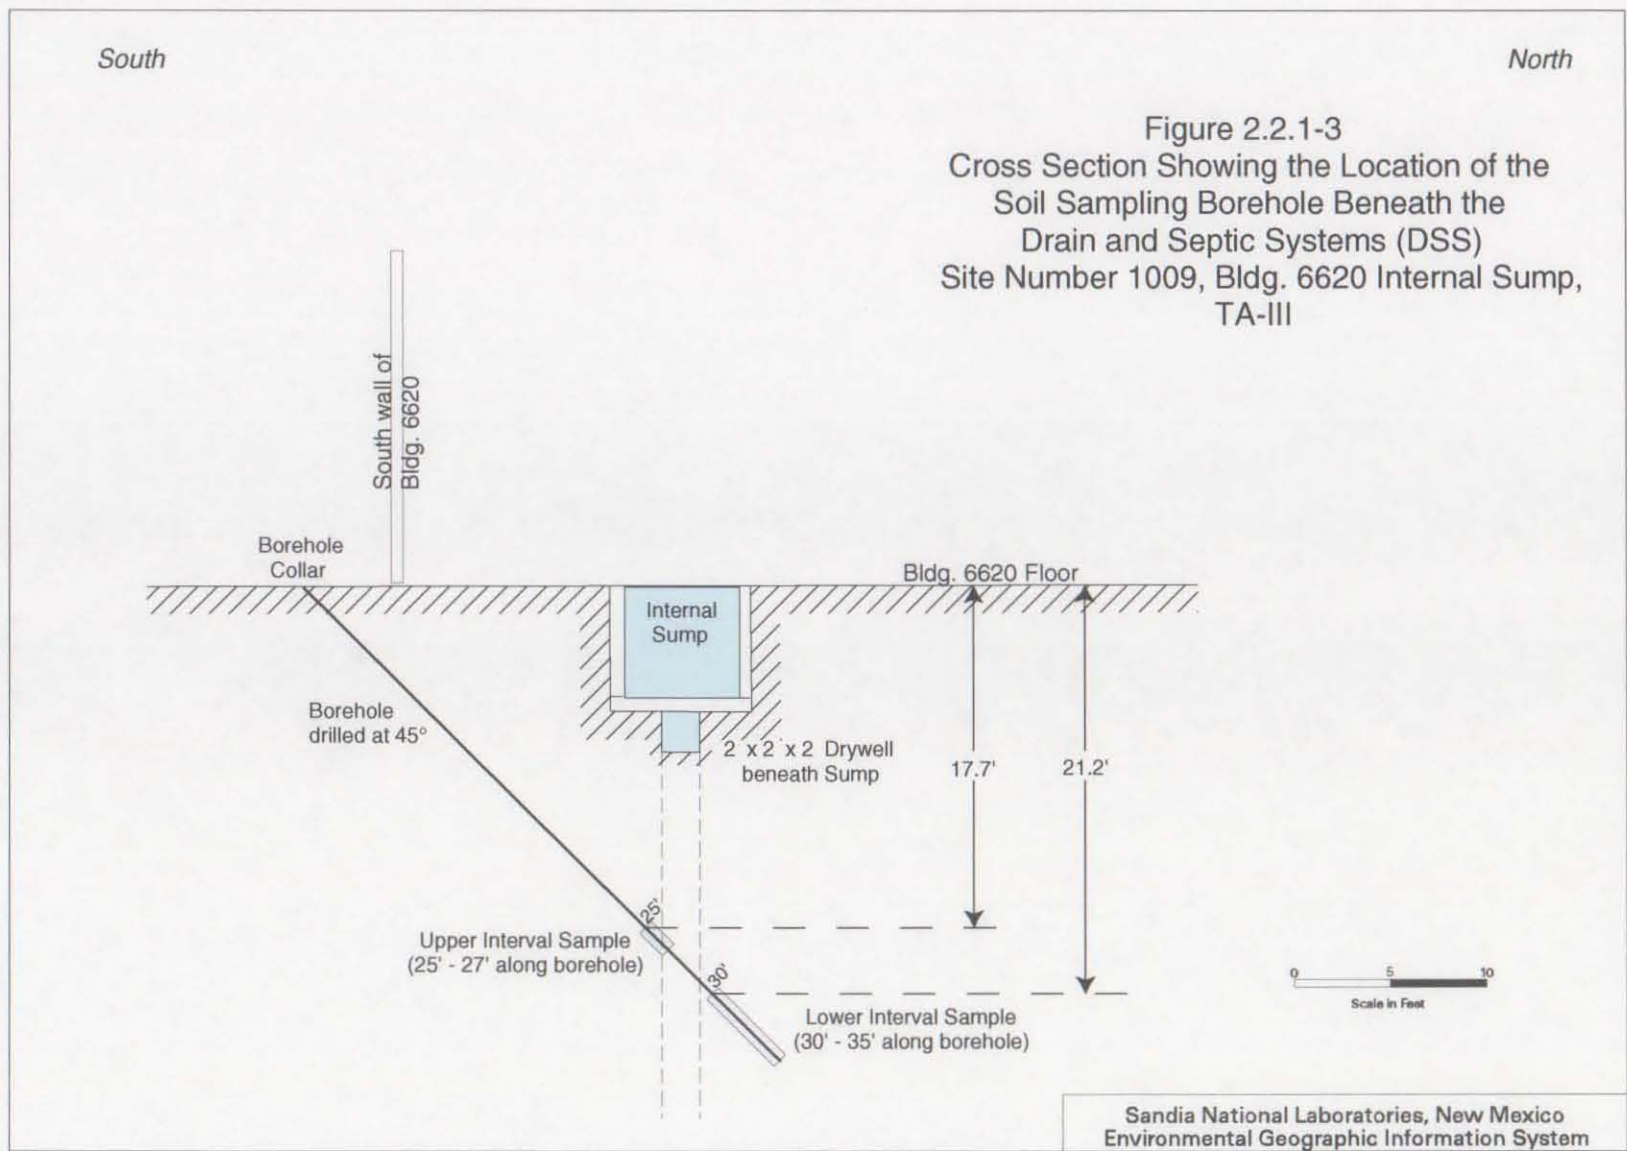 South
North
Figure 2.2.1-3
Cross Section Showing the Location of the
Soil Sampling Borehole Beneath the
Drain and Septic Systems (DSS)
Site Number 1009, Bldg. 6620 Internal Sump,
TA-III
South wall of
Bldg. 6620
Borehole
Collar
Bldg. 6620 Floor
Internal
Sump
Borehole
drilled at 45°
2 x 2 x 2 Drywell
beneath Sump
17.7'
21.2'
25'
Upper Interval Sample
(25' - 27' along borehole)
30'
Lower Interval Sample
(30' - 35' along borehole)
0 5 10
Scale in Feet
Sandia National Laboratories, New Mexico
Environmental Geographic Information System